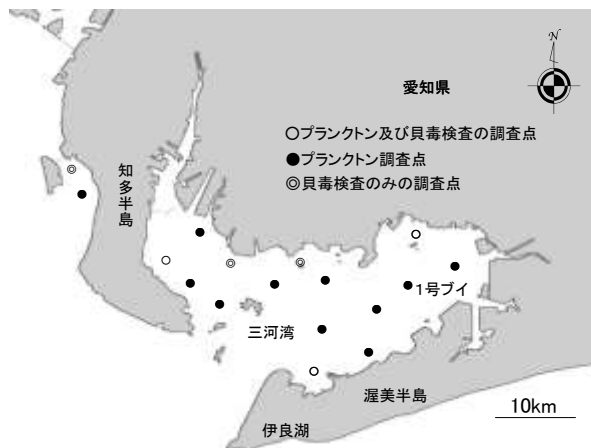 N
愛知県
○プランクトン及び貝毒検査の調査点
●プランクトン調査点
◎貝毒検査のみの調査点
知多半島
1号ブイ
三河湾
渥美半島
10km
伊良湖